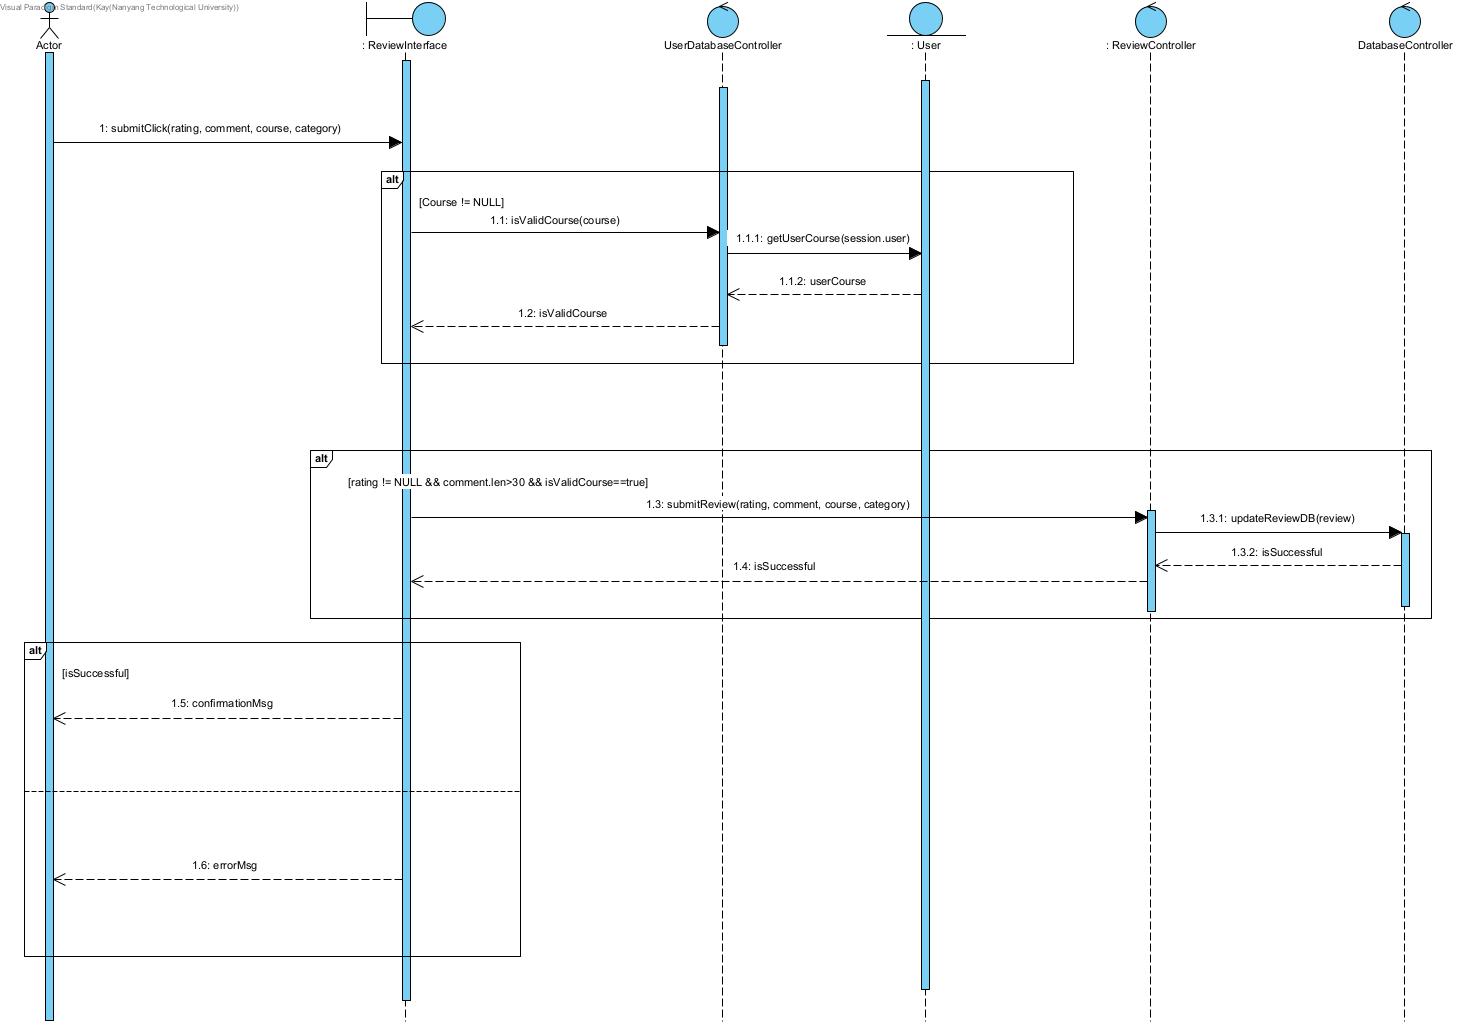 Visual Paradigm Standard(Kay(Nanyang Technological University))
Actor
: ReviewInterface
UserDatabaseController
: User
: ReviewController
DatabaseController
1: submitClick(rating, comment, course, category)
alt
[Course != NULL]
1.1: isValidCourse(course)
1.1.1: getUserCourse(session.user)
1.1.2: userCourse
1.2: isValidCourse
alt
[rating != NULL && comment.len>30 && isValidCourse==true]
1.3: submitReview(rating, comment, course, category)
1.3.1: updateReviewDB(review)
1.3.2: isSuccessful
1.4: isSuccessful
alt
[isSuccessful]
1.5: confirmationMsg
1.6: errorMsg